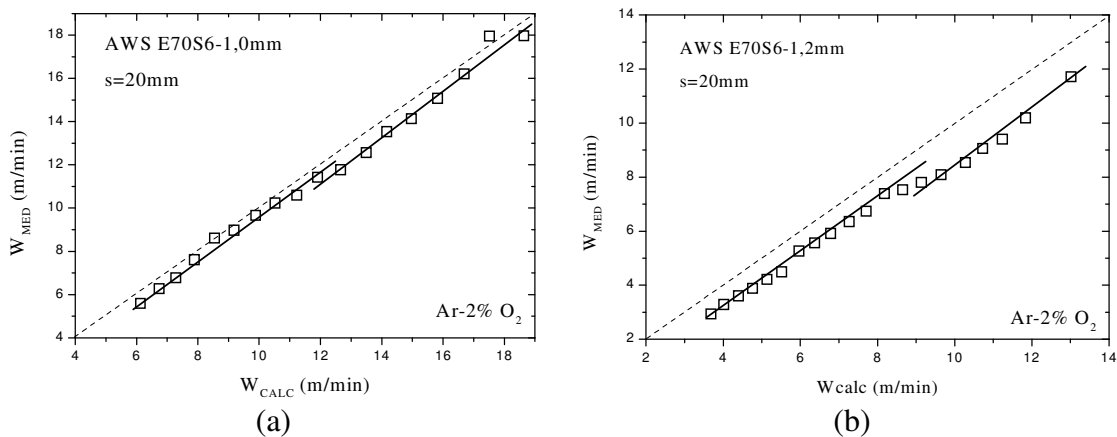 AWS E70S6-1,0mm
s=20mm
Ar-2% O2
W_MED (m/min)
18
16
14
12
10
8
6
4
4 6 8 10 12 14 16 18
W_CALC (m/min)
(a)
AWS E70S6-1,2mm
s=20mm
Ar-2% O2
W_MED (m/min)
14
12
10
8
6
4
2
2 4 6 8 10 12 14
Wcalc (m/min)
(b)